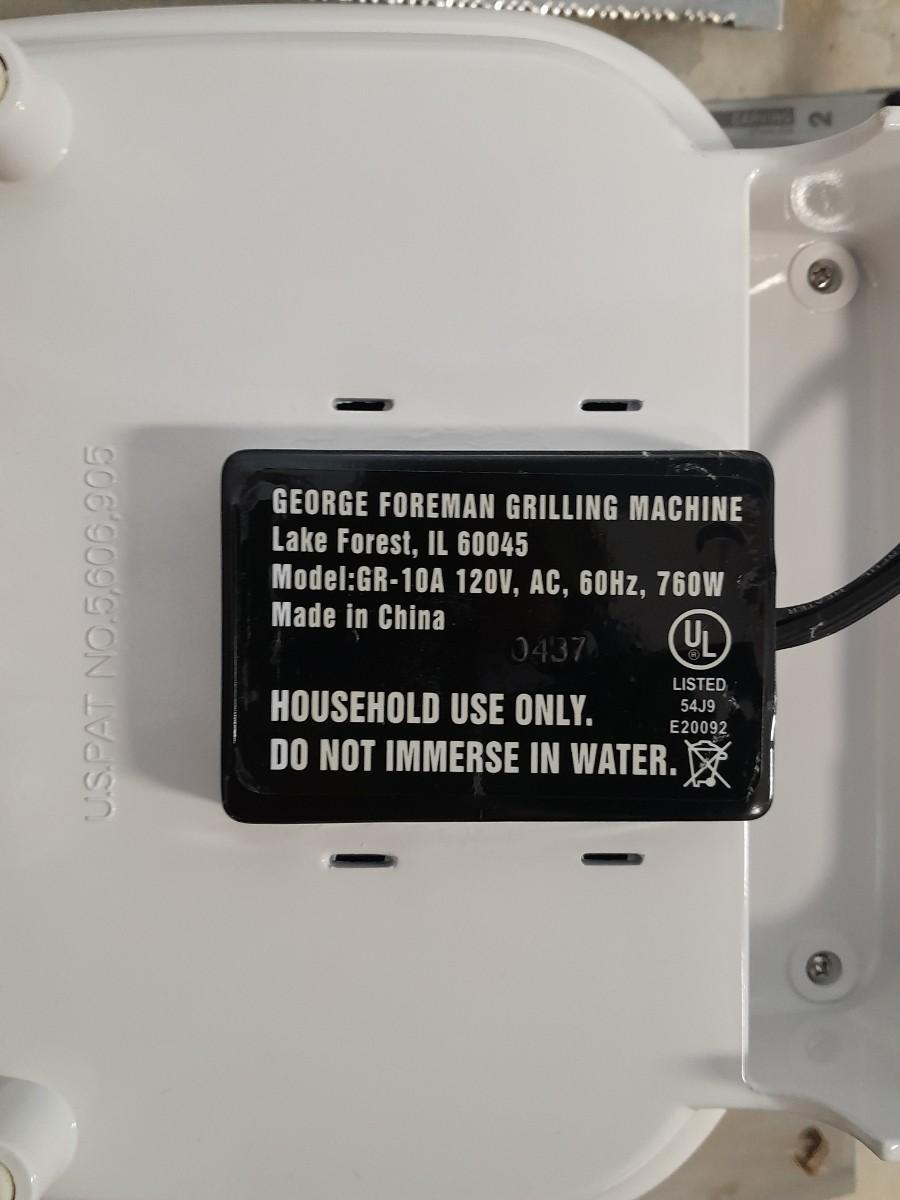 U.S.PAT NO.5,606,905
GEORGE FOREMAN GRILLING MACHINE
Lake Forest, IL 60045
Model:GR-10A 120V, AC, 60Hz, 760W
Made in China
0437
UL
®
LISTED
54J9
E20092
HOUSEHOLD USE ONLY.
DO NOT IMMERSE IN WATER.
2